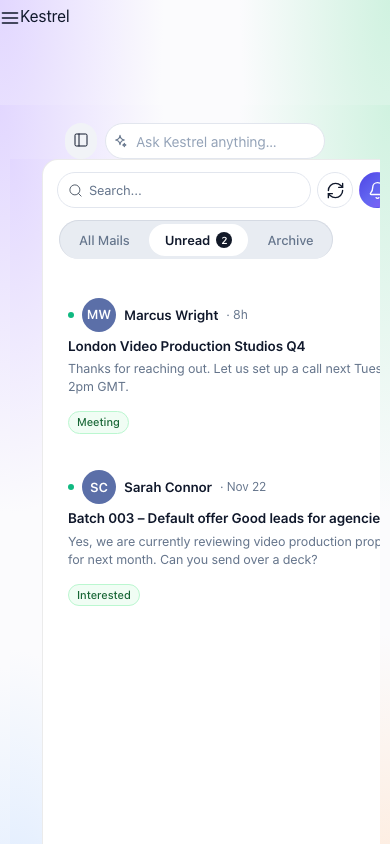 Kestrel
Ask Kestrel anything...
Search...
All Mails Unread 2 Archive
MW Marcus Wright · 8h
London Video Production Studios Q4
Thanks for reaching out. Let us set up a call next Tues
2pm GMT.
Meeting
SC Sarah Connor · Nov 22
Batch 003 – Default offer Good leads for agencie
Yes, we are currently reviewing video production prop
for next month. Can you send over a deck?
Interested